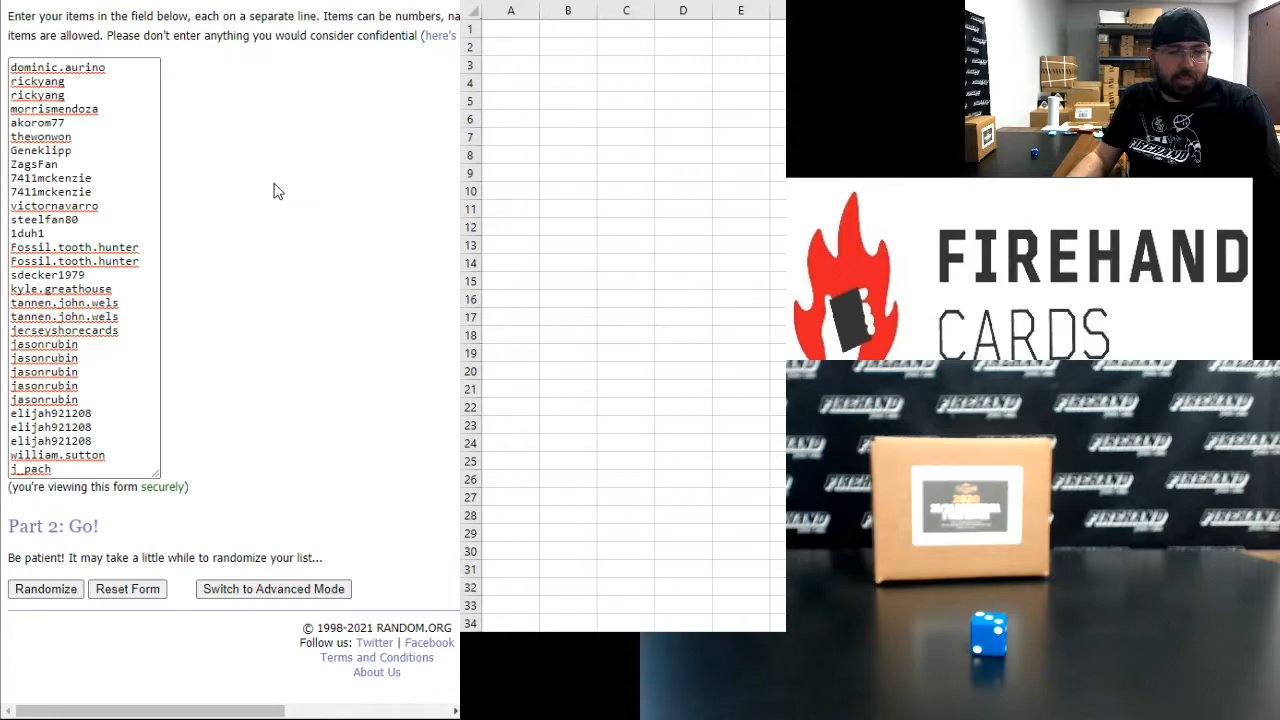 Enter your items in the field below, each on a separate line. Items can be numbers, na
items are allowed. Please don't enter anything you would consider confidential (here's
dominic.aurino
rickyang
rickyang
morrismendoza
akorom77
thewonwon
Geneklipp
ZagsFan
7411mckenzie
7411mckenzie
victornavarro
steelfan80
1duh1
Fossil.tooth.hunter
Fossil.tooth.hunter
sdecker1979
kyle.greathouse
tannen.john.wels
tannen.john.wels
jerseyshorecards
jasonrubin
jasonrubin
jasonrubin
jasonrubin
jasonrubin
elijah921208
elijah921208
elijah921208
william.sutton
j_pach
(you're viewing this form securely)
Part 2: Go!
Be patient! It may take a little while to randomize your list...
Randomize Reset Form Switch to Advanced Mode
© 1998-2021 RANDOM.ORG
Follow us: Twitter | Facebook
Terms and Conditions
About Us
A B C D E
1
2
3
4
5
6
7
8
9
10
11
12
13
14
15
16
17
18
19
20
21
22
23
24
25
26
27
28
29
30
31
32
33
34
FIREHAND
FIREHAND
CARDS
FIREHAND FIREHAND FIREHAND
2020